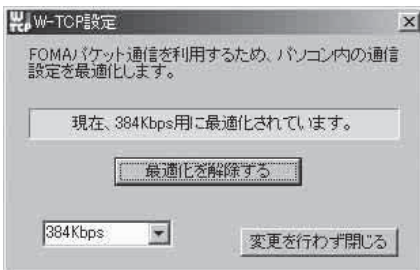 W-TCP設定
FOMAパケット通信を利用するため、パソコン内の通信
設定を最適化します。
現在、384Kbps用に最適化されています。
最適化を解除する
384Kbps
変更を行わず閉じる